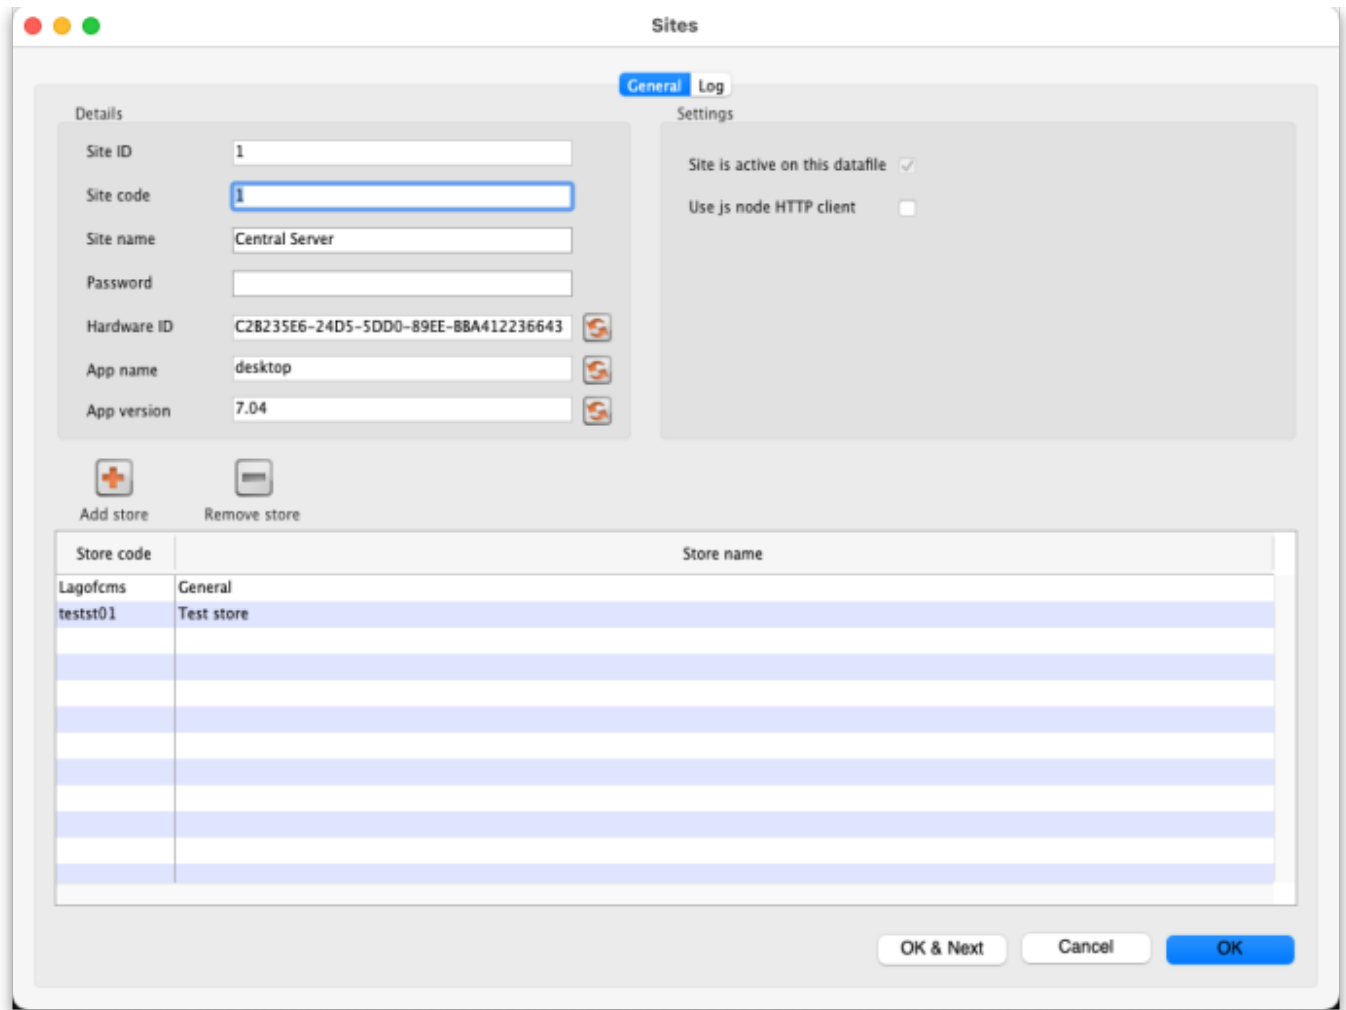 Sites
General Log
Details
Site ID 1
Site code 1
Site name Central Server
Password
Hardware ID C2B235E6-24D5-5DD0-89EE-BBA412236643
App name desktop
App version 7.04
Settings
Site is active on this datafile
Use js node HTTP client
Add store Remove store
Store code Store name
Lagofcms General
testst01 Test store
OK & Next Cancel OK